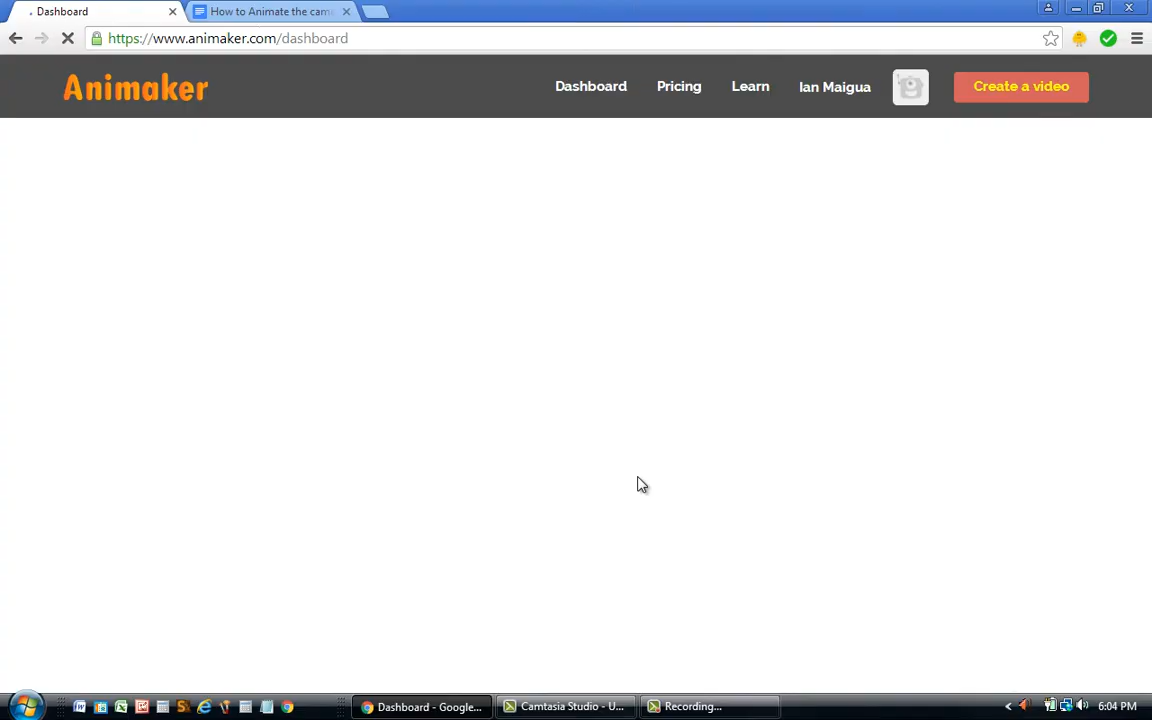 Dashboard
How to Animate the cam
https://www.animaker.com/dashboard
Animaker
Dashboard
Pricing
Learn
Ian Maigua
Create a video
Dashboard - Google...
Camtasia Studio - U...
Recording...
6:04 PM